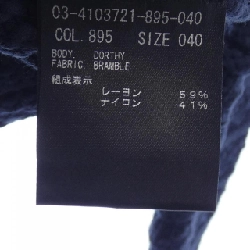 03-4103721-895-040
COL. 895 SIZE 040
BODY. CORTHY
FABRIC. BRAMBLE
組成表示
レーヨン 59%
ナイロン 41%